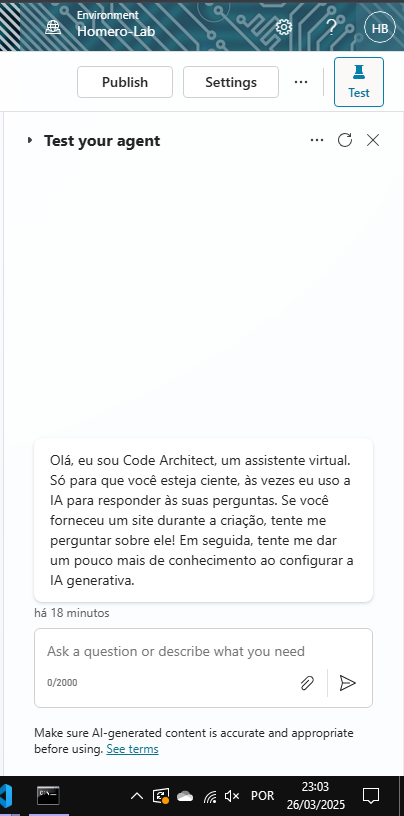 Environment
Homero-Lab
?
HB
Publish
Settings
...
Test
Test your agent
...
Olá, eu sou Code Architect, um assistente virtual.
Só para que você esteja ciente, às vezes eu uso a
IA para responder às suas perguntas. Se você
forneceu um site durante a criação, tente me
perguntar sobre ele! Em seguida, tente me dar
um pouco mais de conhecimento ao configurar a
IA generativa.
há 18 minutos
Ask a question or describe what you need
0/2000
Make sure AI-generated content is accurate and appropriate
before using. See terms
POR
23:03
26/03/2025